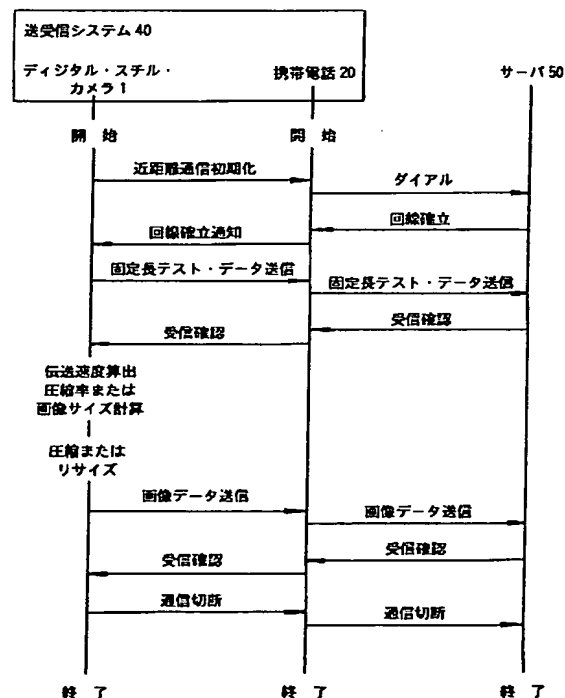 送受信システム 40
ディジタル・スチル・
カメラ 1
携帯電話 20
サーバ 50
開 始
開 始
近距離通信初期化
ダイアル
回線確立
回線確立通知
固定長テスト・データ送信
固定長テスト・データ送信
受信確認
受信確認
伝送速度算出
圧縮率または
画像サイズ計算
圧縮または
リサイズ
画像データ送信
画像データ送信
受信確認
受信確認
通信切断
通信切断
終 了
終 了
終 了